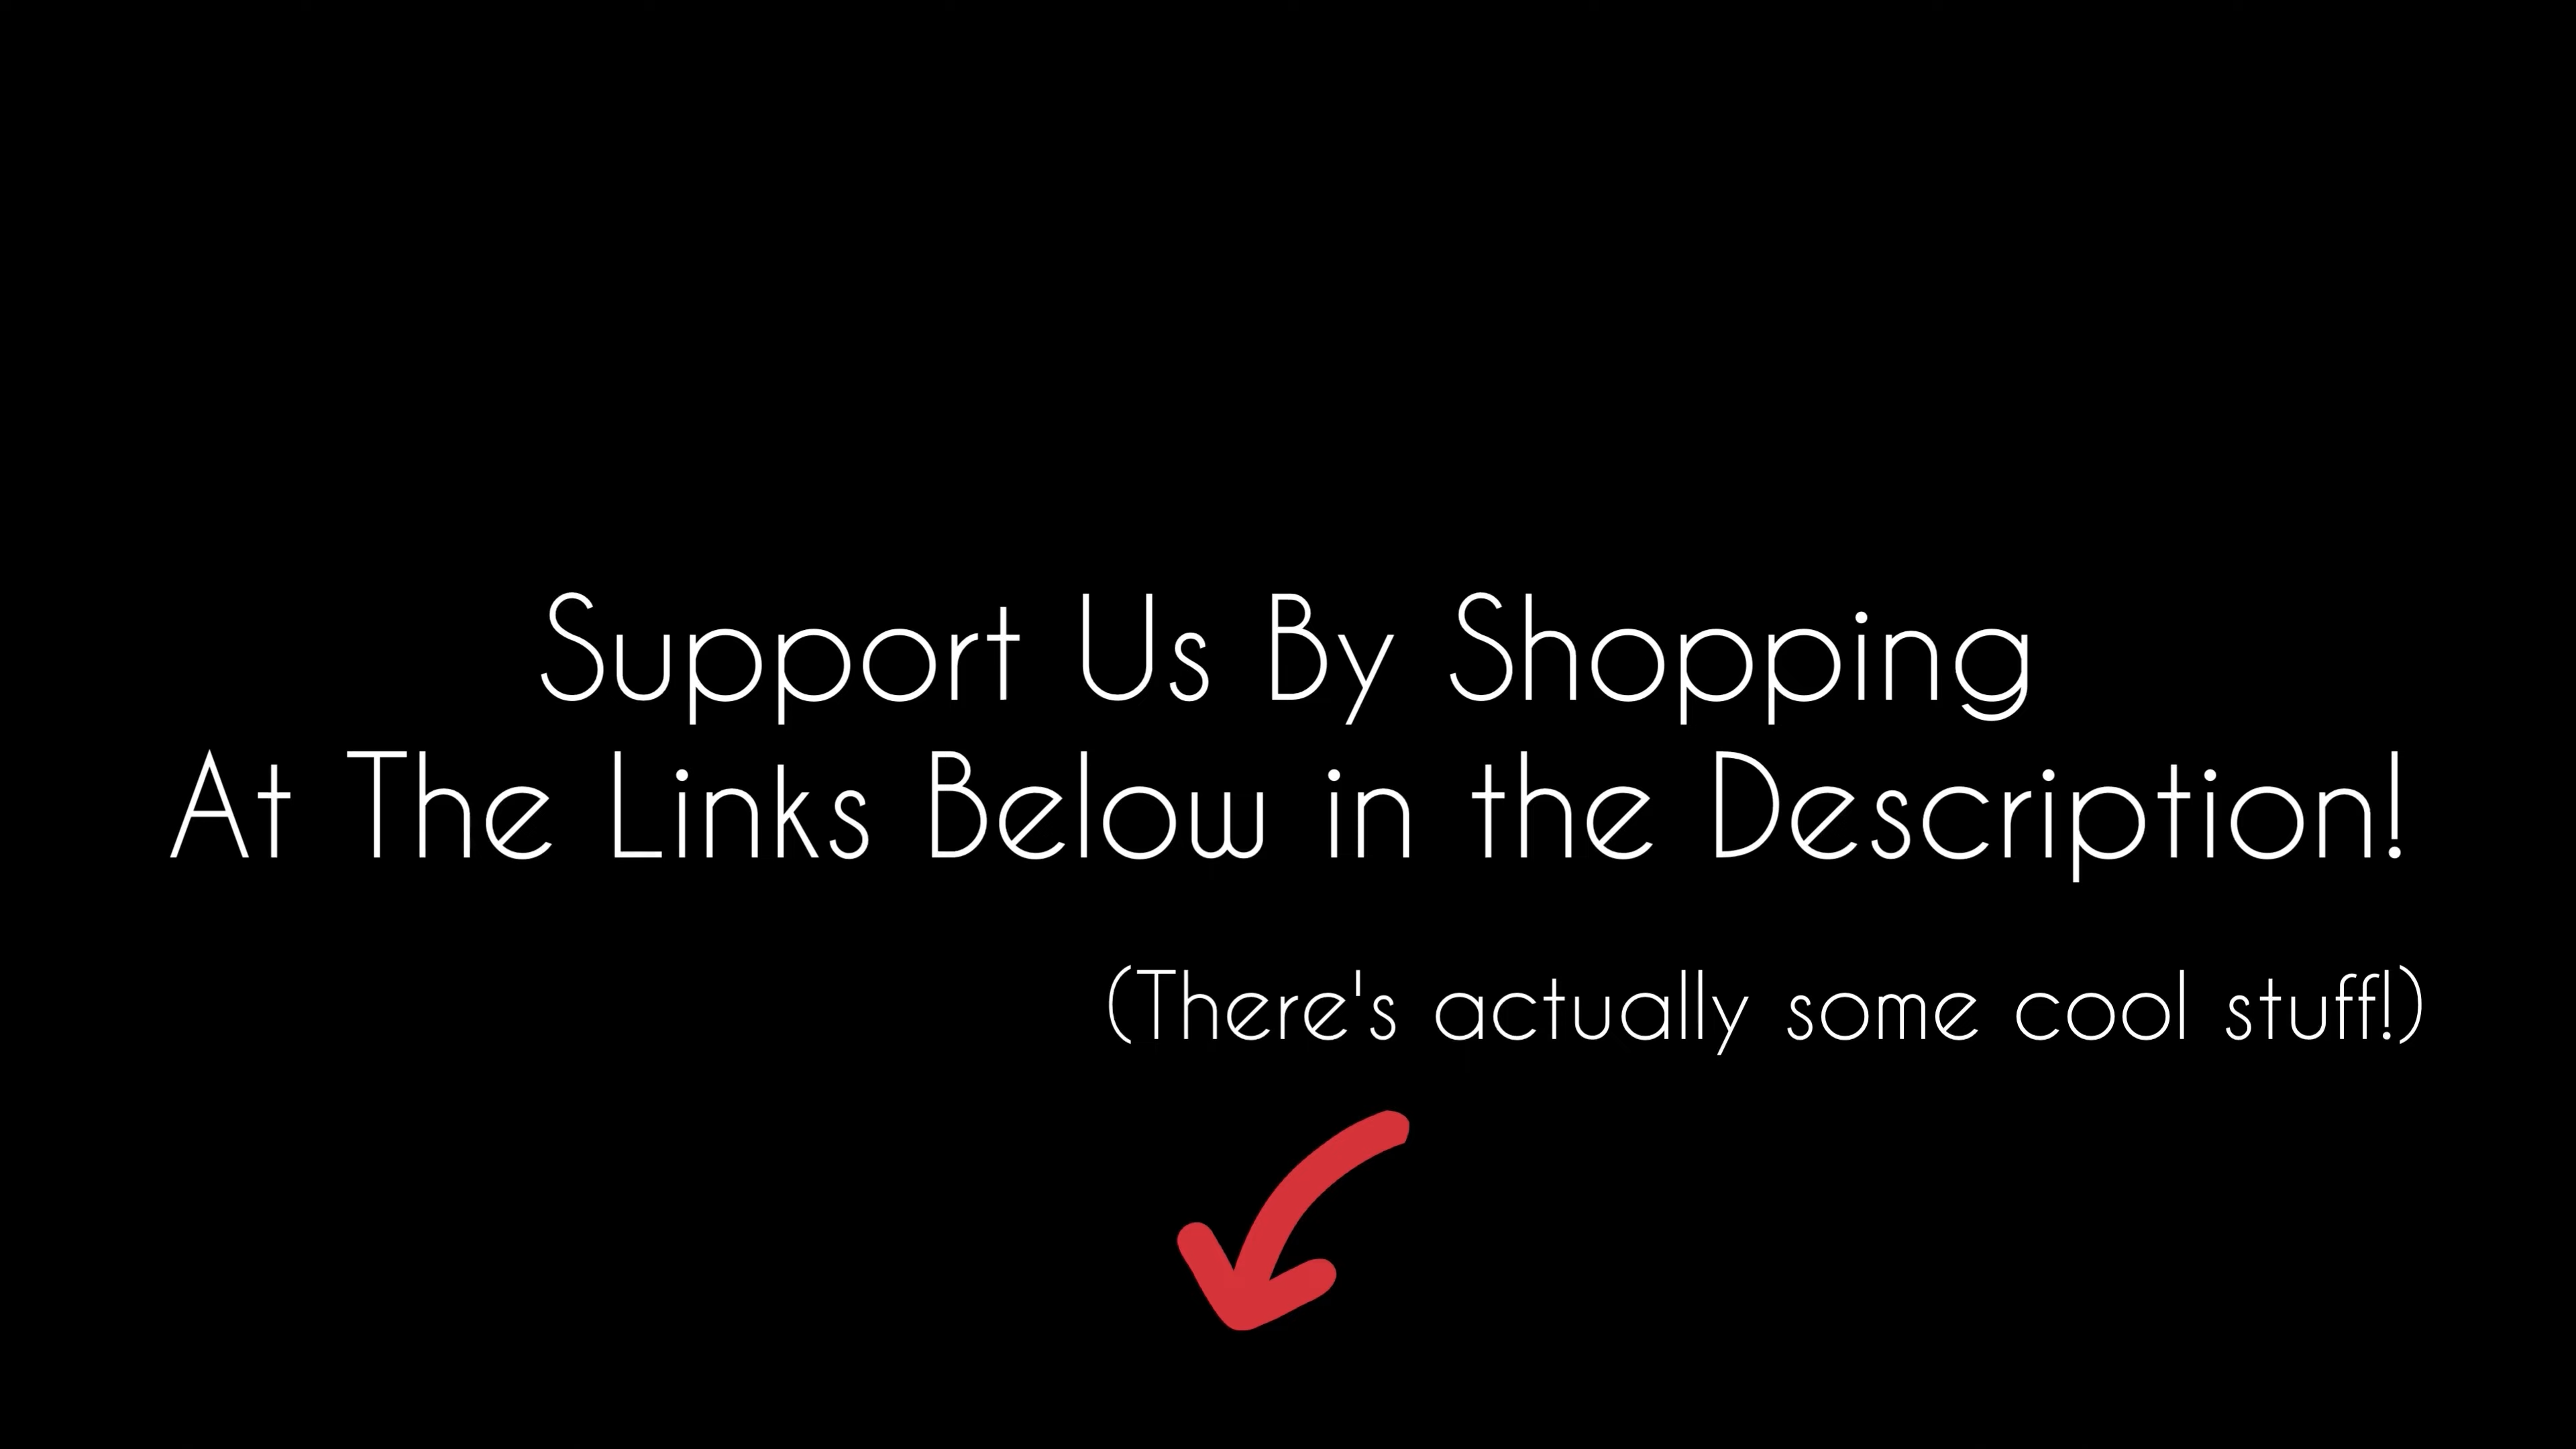 Support Us By Shopping
At The Links Below in the Description!
(There's actually some cool stuff!)